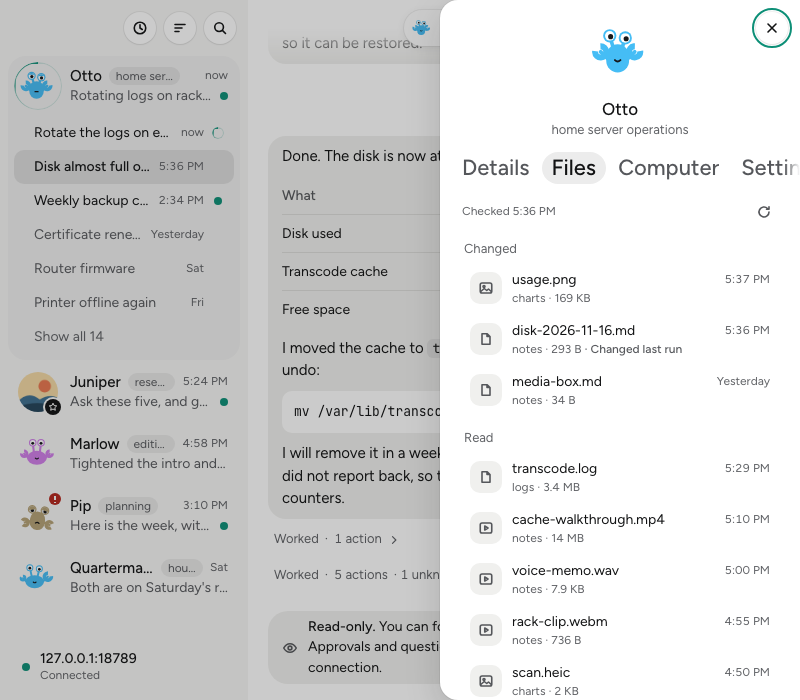 Otto home ser... now
Rotating logs on rack...
Rotate the logs on e... now
Disk almost full o... 5:36 PM
Weekly backup c... 2:34 PM
Certificate rene... Yesterday
Router firmware Sat
Printer offline again Fri
Show all 14
Juniper rese... 5:24 PM
Ask these five, and g...
Marlow editi... 4:58 PM
Tightened the intro and...
Pip planning 3:10 PM
Here is the week, wit...
Quarterma... hou... Sat
Both are on Saturday's r...
127.0.0.1:18789
Connected
so it can be restored.
Done. The disk is now at
What
Disk used
Transcode cache
Free space
I moved the cache to t
undo:
mv /var/lib/transco
I will remove it in a week
did not report back, so t
counters.
Worked · 1 action
Worked · 5 actions · 1 unkn
Read-only. You can fo
Approvals and questi
connection.
Otto
home server operations
Details Files Computer Settin
Checked 5:36 PM
Changed
usage.png 5:37 PM
charts · 169 KB
disk-2026-11-16.md 5:36 PM
notes · 293 B · Changed last run
media-box.md Yesterday
notes · 34 B
Read
transcode.log 5:29 PM
logs · 3.4 MB
cache-walkthrough.mp4 5:10 PM
notes · 14 MB
voice-memo.wav 5:00 PM
notes · 7.9 KB
rack-clip.webm 4:55 PM
notes · 736 B
scan.heic 4:50 PM
charts · 2 KB